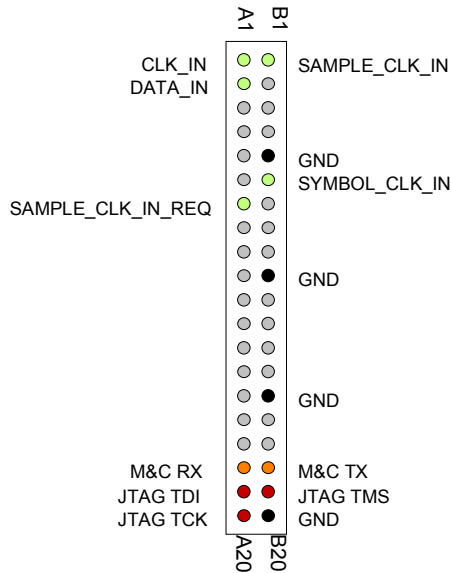 A1 B1
CLK_IN SAMPLE_CLK_IN
DATA_IN
GND
SYMBOL_CLK_IN
SAMPLE_CLK_IN_REQ
GND
GND
M&C RX M&C TX
JTAG TDI JTAG TMS
JTAG TCK GND
A20 B20